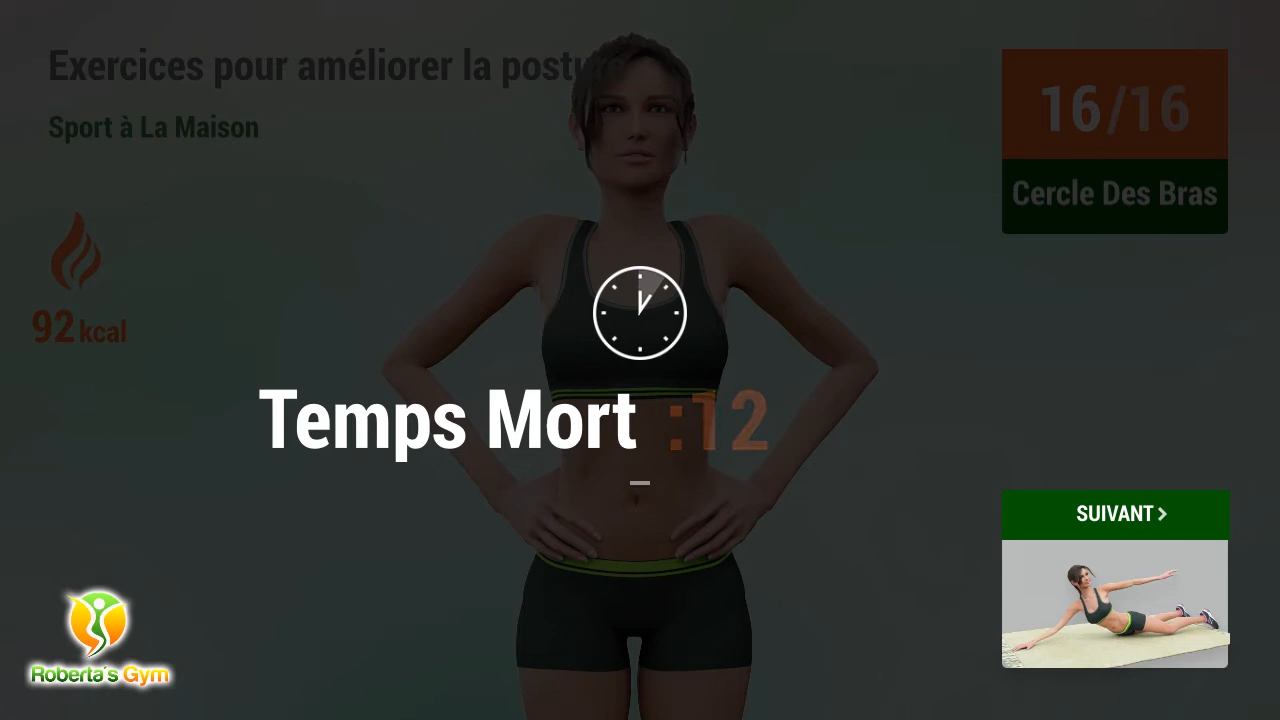 Exercices pour améliorer la postu
Sport à La Maison
16/16
Cercle Des Bras
92 kcal
Temps Mort :12
SUIVANT >
Roberta's Gym